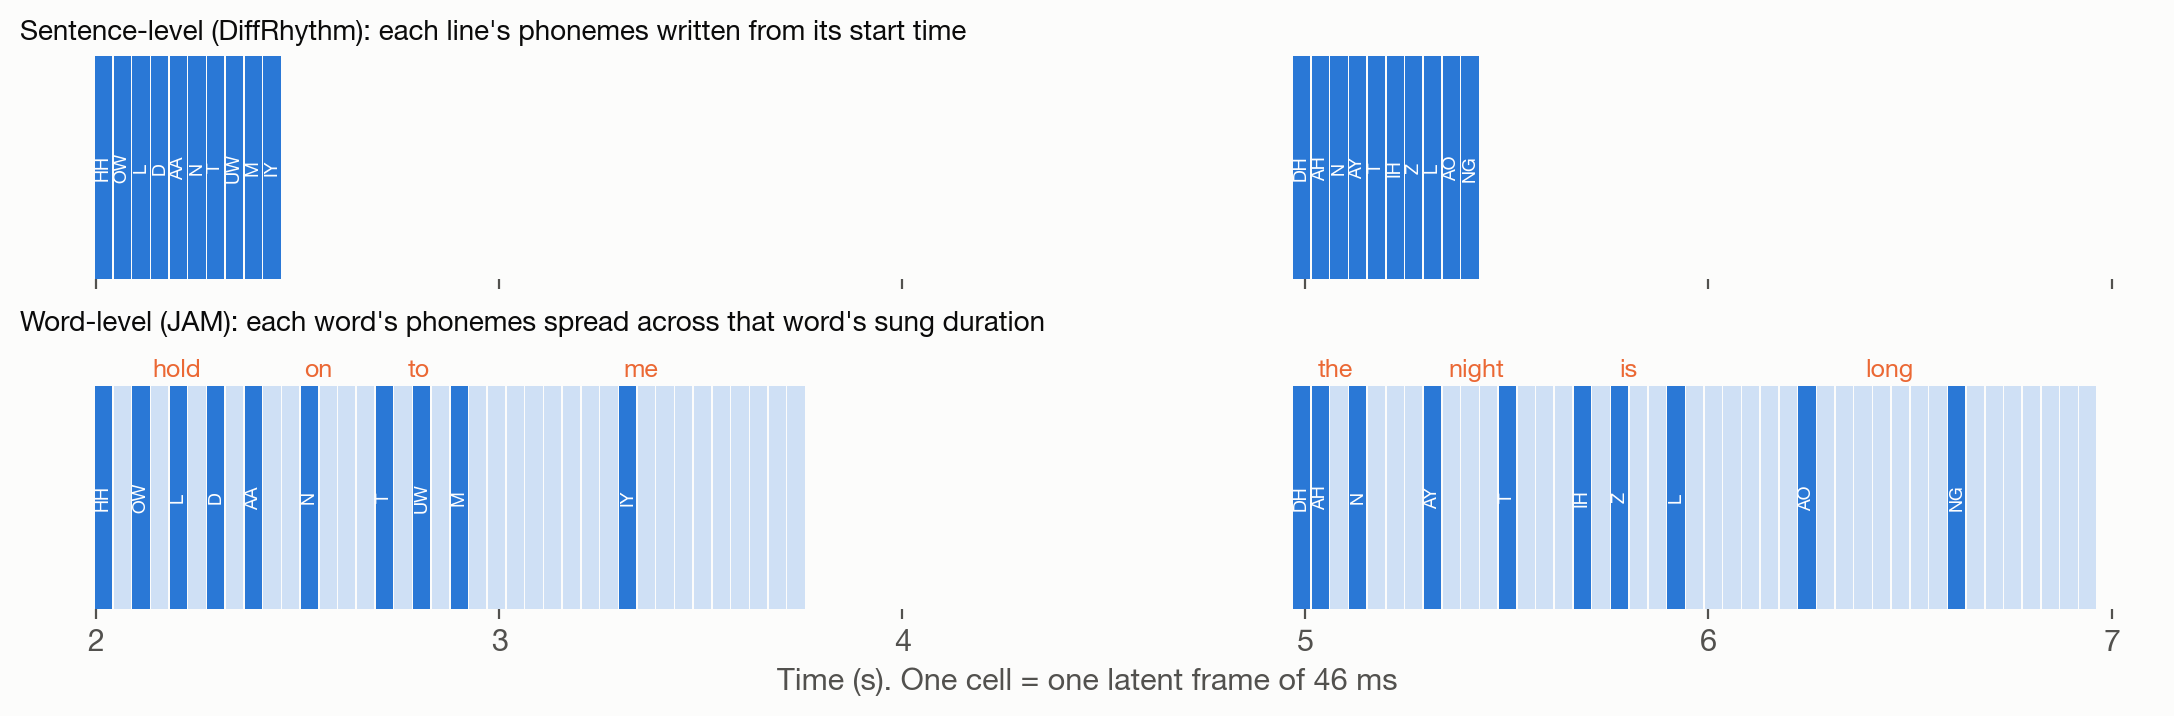 Sentence-level (DiffRhythm): each line's phonemes written from its start time
HH OW L D AA N T UW M IY
DH AH N AY T IH Z L AO NG
Word-level (JAM): each word's phonemes spread across that word's sung duration
hold on to me
the night is long
HH OW L D AA N T UW M IY
DH AH N AY T IH Z L AO NG
2 3 4 5 6 7
Time (s). One cell = one latent frame of 46 ms